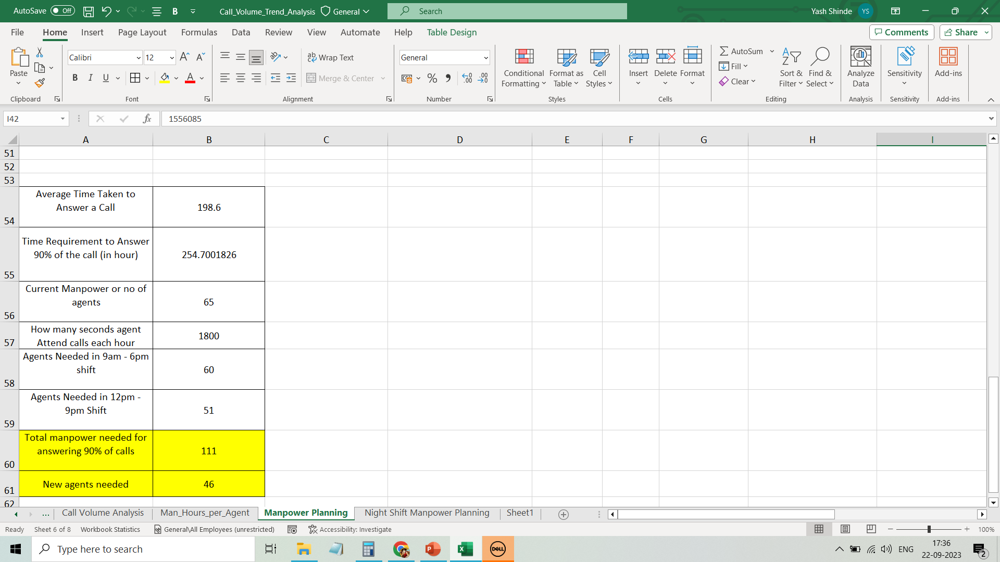 AutoSave Off B Call_Volume_Trend_Analysis General Search Yash Shinde YS
File Home Insert Page Layout Formulas Data Review View Automate Help Table Design Comments Share
Paste Calibri 12 A A Wrap Text General Conditional Formatting Format as Table Cell Styles Insert Delete Format AutoSum Fill Clear Sort & Filter Find & Select Analyze Data Sensitivity Add-ins
B I U A Merge & Center % .00 .00
Clipboard Font Alignment Number Styles Cells Editing Analysis Sensitivity Add-ins
I42 fx 1556085
A B C D E F G H I
51
52
53
Average Time Taken to
Answer a Call 198.6
54
Time Requirement to Answer
90% of the call (in hour) 254.7001826
55
Current Manpower or no of
agents 65
56
How many seconds agent
Attend calls each hour 1800
57
Agents Needed in 9am - 6pm
shift 60
58
Agents Needed in 12pm -
9pm Shift 51
59
Total manpower needed for
answering 90% of calls 111
60
New agents needed 46
61
62
... Call Volume Analysis Man_Hours_per_Agent Manpower Planning Night Shift Manpower Planning Sheet1
Ready Sheet 6 of 8 Workbook Statistics General\All Employees (unrestricted) Accessibility: Investigate 100%
Type here to search DELL ENG 17:36
22-09-2023 2